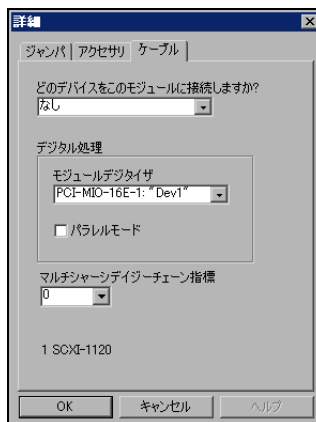 詳細
ジャンパ アクセサリ ケーブル
どのデバイスをこのモジュールに接続しますか?
なし
デジタル処理
モジュールデジタイザ
PCI-MIO-16E-1: "Dev1"
パラレルモード
マルチシャーシデイジーチェーン指標
0
1 SCXI-1120
OK キャンセル ヘルプ